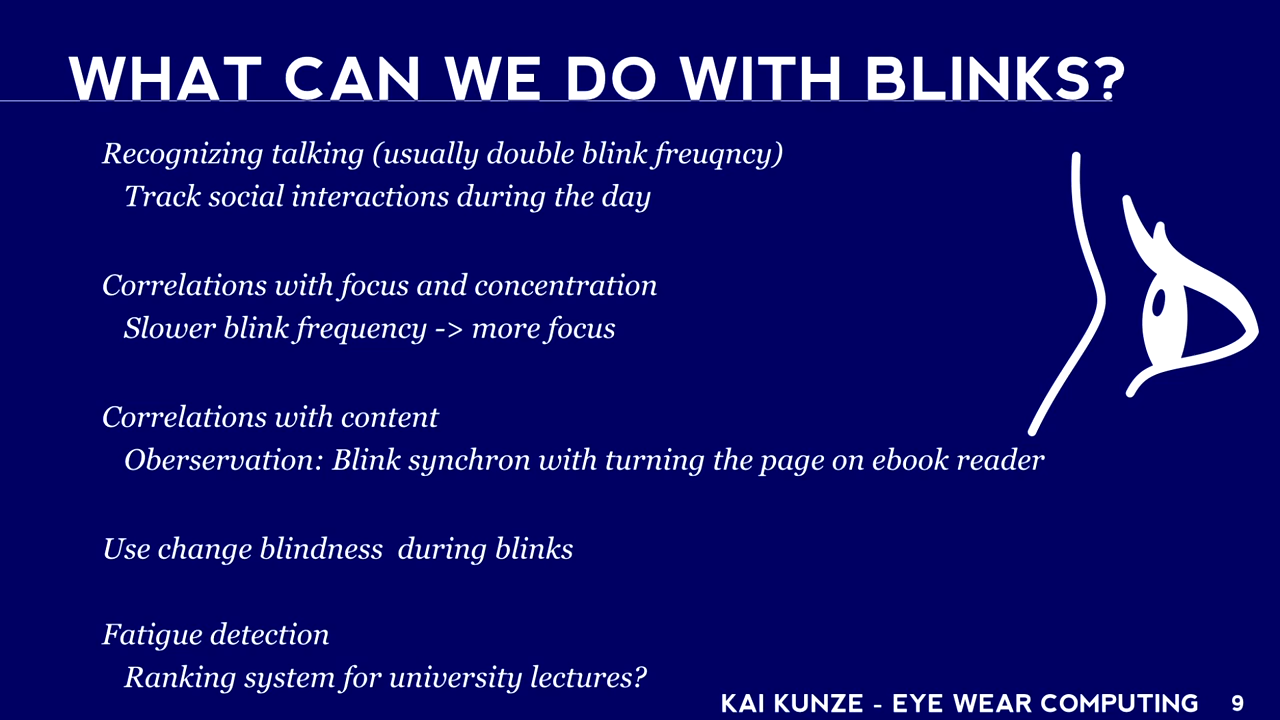 WHAT CAN WE DO WITH BLINKS?
Recognizing talking (usually double blink freuqncy)
Track social interactions during the day
Correlations with focus and concentration
Slower blink frequency -> more focus
Correlations with content
Oberservation: Blink synchron with turning the page on ebook reader
Use change blindness  during blinks
Fatigue detection
Ranking system for university lectures?
KAI KUNZE - EYE WEAR COMPUTING 9